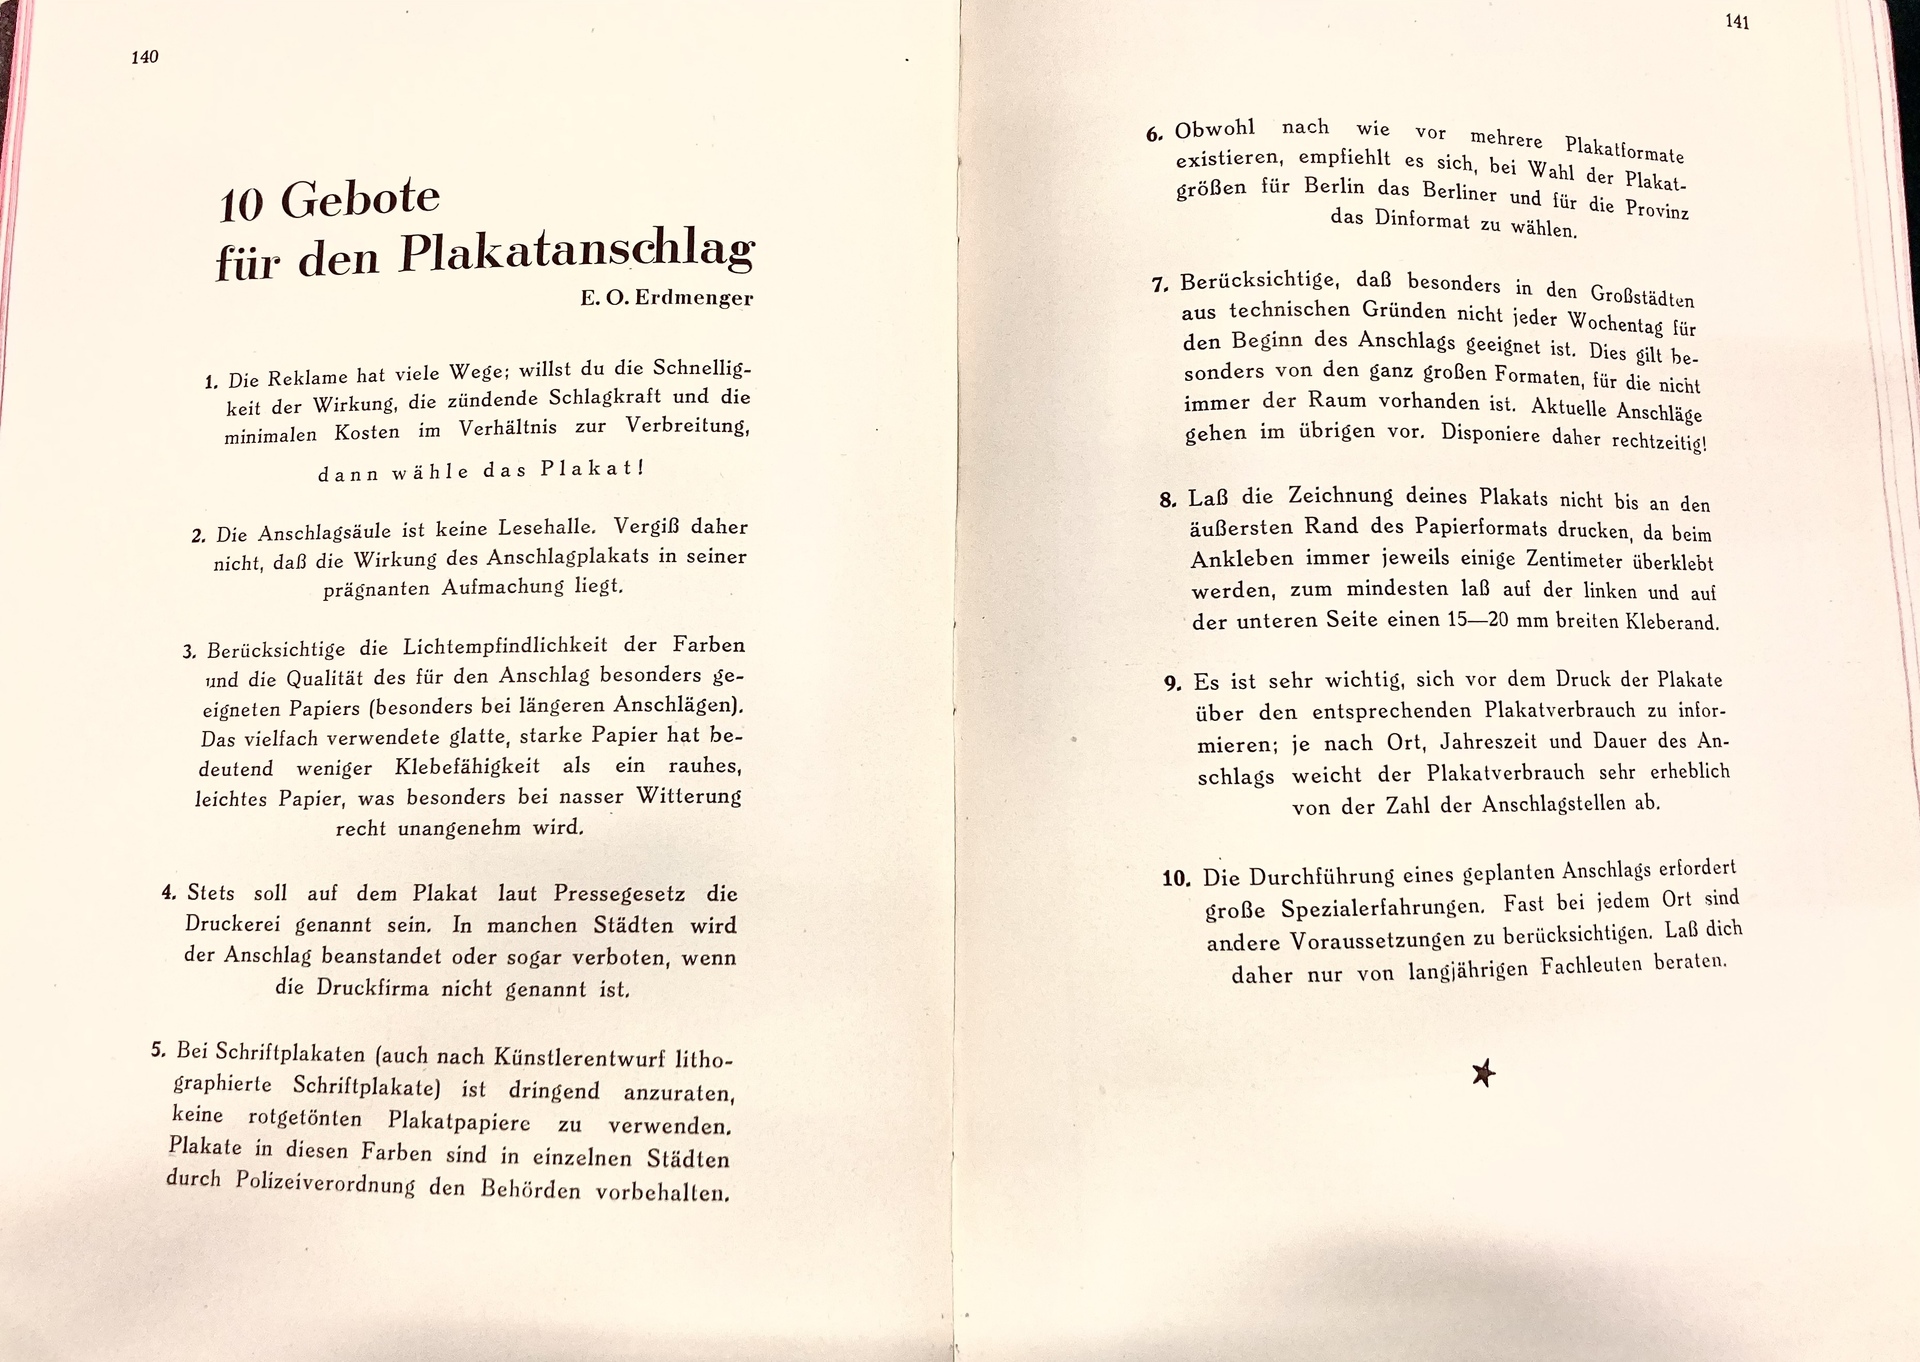 140
10 Gebote
für den Plakatanschlag
E. O. Erdmenger
1. Die Reklame hat viele Wege; willst du die Schnellig-
keit der Wirkung, die zündende Schlagkraft und die
minimalen Kosten im Verhältnis zur Verbreitung,
dann wähle das Plakat!
2. Die Anschlagsäule ist keine Lesehalle. Vergiß daher
nicht, daß die Wirkung des Anschlagplakats in seiner
prägnanten Aufmachung liegt.
3. Berücksichtige die Lichtempfindlichkeit der Farben
und die Qualität des für den Anschlag besonders ge-
eigneten Papiers (besonders bei längeren Anschlägen).
Das vielfach verwendete glatte, starke Papier hat be-
deutend weniger Klebefähigkeit als ein rauhes,
leichtes Papier, was besonders bei nasser Witterung
recht unangenehm wird.
4. Stets soll auf dem Plakat laut Pressegesetz die
Druckerei genannt sein. In manchen Städten wird
der Anschlag beanstandet oder sogar verboten, wenn
die Druckfirma nicht genannt ist.
5. Bei Schriftplakaten (auch nach Künstlerentwurf litho-
graphierte Schriftplakate) ist dringend anzuraten,
keine rotgetönten Plakatpapiere zu verwenden.
Plakate in diesen Farben sind in einzelnen Städten
durch Polizeiverordnung den Behörden vorbehalten.
141
6. Obwohl nach wie vor mehrere Plakatformate
existieren, empfiehlt es sich, bei Wahl der Plakat-
größen für Berlin das Berliner und für die Provinz
das Dinformat zu wählen.
7. Berücksichtige, daß besonders in den Großstädten
aus technischen Gründen nicht jeder Wochentag für
den Beginn des Anschlags geeignet ist. Dies gilt be-
sonders von den ganz großen Formaten, für die nicht
immer der Raum vorhanden ist. Aktuelle Anschläge
gehen im übrigen vor. Disponiere daher rechtzeitig!
8. Laß die Zeichnung deines Plakats nicht bis an den
äußersten Rand des Papierformats drucken, da beim
Ankleben immer jeweils einige Zentimeter überklebt
werden, zum mindesten laß auf der linken und auf
der unteren Seite einen 15—20 mm breiten Kleberand.
9. Es ist sehr wichtig, sich vor dem Druck der Plakate
über den entsprechenden Plakatverbrauch zu infor-
mieren; je nach Ort, Jahreszeit und Dauer des An-
schlags weicht der Plakatverbrauch sehr erheblich
von der Zahl der Anschlagstellen ab.
10. Die Durchführung eines geplanten Anschlags erfordert
große Spezialerfahrungen. Fast bei jedem Ort sind
andere Voraussetzungen zu berücksichtigen. Laß dich
daher nur von langjährigen Fachleuten beraten.